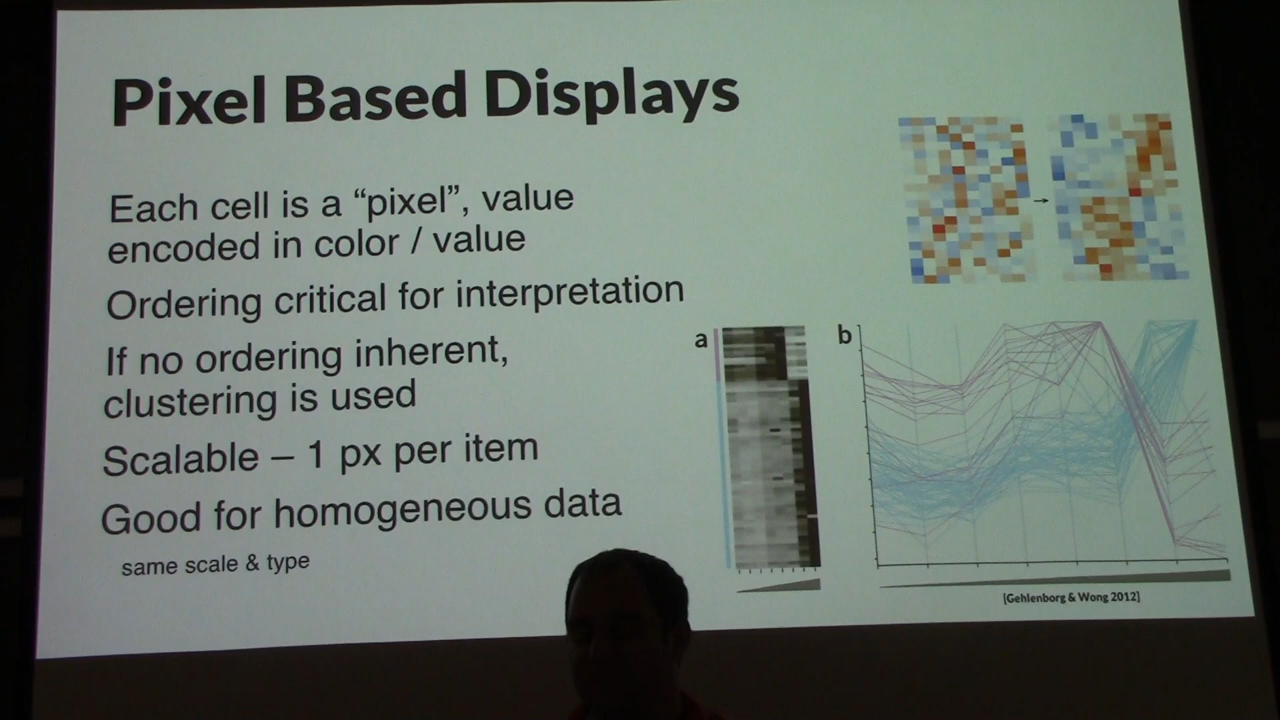 Pixel Based Displays
Each cell is a “pixel”, value
encoded in color / value
Ordering critical for interpretation
If no ordering inherent,
clustering is used
Scalable – 1 px per item
Good for homogeneous data
same scale & type
a
b
[Gehlenborg & Wong 2012]